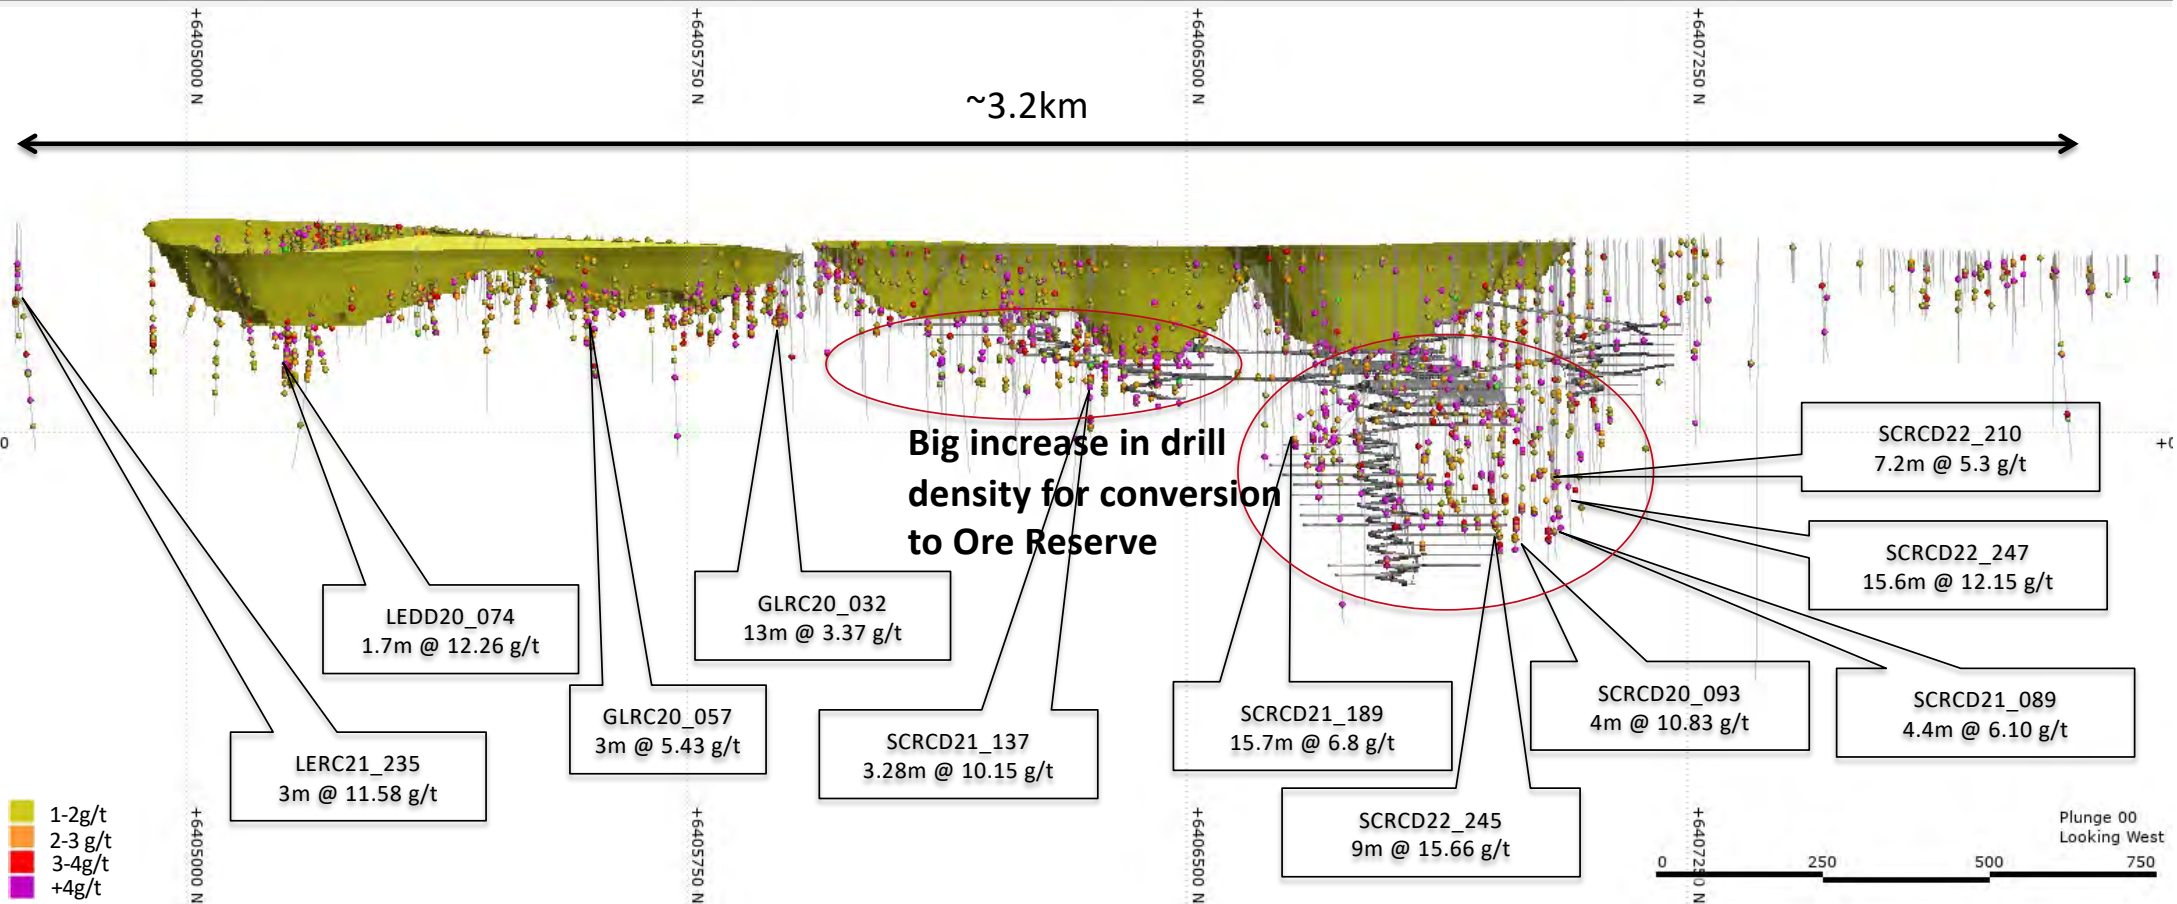 +6405000 N
+6405750 N
+6406500 N
+6407250 N
~3.2km
0
+0
Big increase in drill
density for conversion
to Ore Reserve
SCRCD22_210
7.2m @ 5.3 g/t
SCRCD22_247
15.6m @ 12.15 g/t
LEDD20_074
1.7m @ 12.26 g/t
GLRC20_032
13m @ 3.37 g/t
GLRC20_057
3m @ 5.43 g/t
LERC21_235
3m @ 11.58 g/t
SCRCD21_137
3.28m @ 10.15 g/t
SCRCD21_189
15.7m @ 6.8 g/t
SCRCD20_093
4m @ 10.83 g/t
SCRCD21_089
4.4m @ 6.10 g/t
SCRCD22_245
9m @ 15.66 g/t
1-2g/t
2-3 g/t
3-4g/t
+4g/t
+6405000 N
+6405750 N
+6406500 N
+6407250 N
Plunge 00
Looking West
0 250 500 750